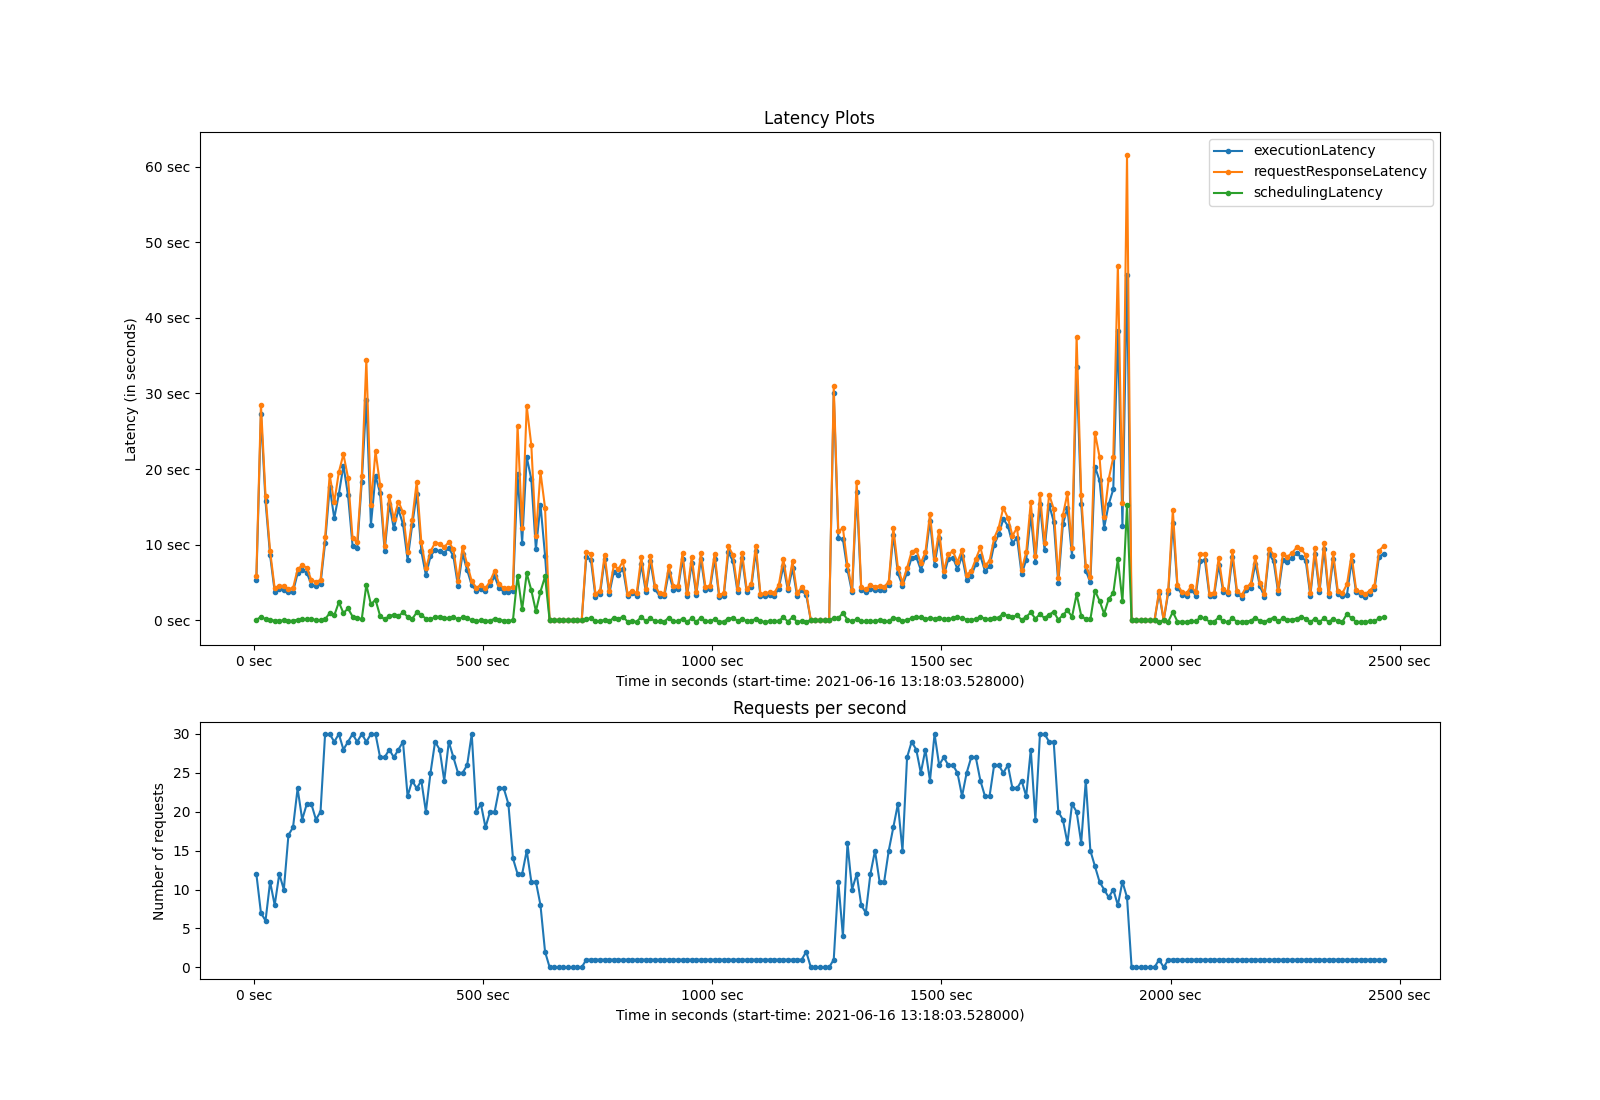 Latency Plots
Latency (in seconds)
60 sec
50 sec
40 sec
30 sec
20 sec
10 sec
0 sec
executionLatency
requestResponseLatency
schedulingLatency
0 sec 500 sec 1000 sec 1500 sec 2000 sec 2500 sec
Time in seconds (start-time: 2021-06-16 13:18:03.528000)
Requests per second
Number of requests
30
25
20
15
10
5
0
0 sec 500 sec 1000 sec 1500 sec 2000 sec 2500 sec
Time in seconds (start-time: 2021-06-16 13:18:03.528000)